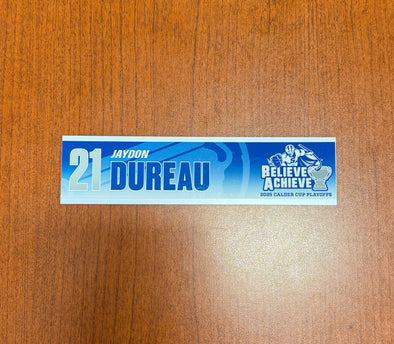 21
JAYDON
DUREAU
BELIEVE
ACHIEVE
2025 CALDER CUP PLAYOFFS